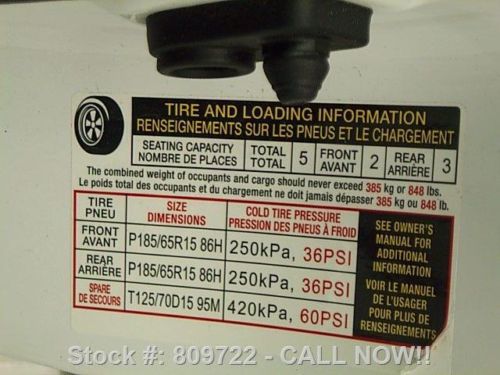 TIRE AND LOADING INFORMATION
RENSEIGNEMENTS SUR LES PNEUS ET LE CHARGEMENT
SEATING CAPACITY TOTAL 5 FRONT 2 REAR 3
NOMBRE DE PLACES TOTAL AVANT ARRIÈRE
The combined weight of occupants and cargo should never exceed 385 kg or 848 lbs.
Le poids total des occupants et du chargement ne doit jamais dépasser 385 kg ou 848 lb.
TIRE SIZE COLD TIRE PRESSURE
PNEU DIMENSIONS PRESSION DES PNEUS À FROID
FRONT AVANT P185/65R15 86H 250kPa, 36PSI
REAR ARRIÈRE P185/65R15 86H 250kPa, 36PSI
SPARE DE SECOURS T125/70D15 95M 420kPa, 60PSI
SEE OWNER'S
MANUAL FOR
ADDITIONAL
INFORMATION
VOIR LE MANUEL
DE L'USAGER
POUR PLUS DE
RENSEIGNEMENTS
Stock #: 809722 - CALL NOW!!